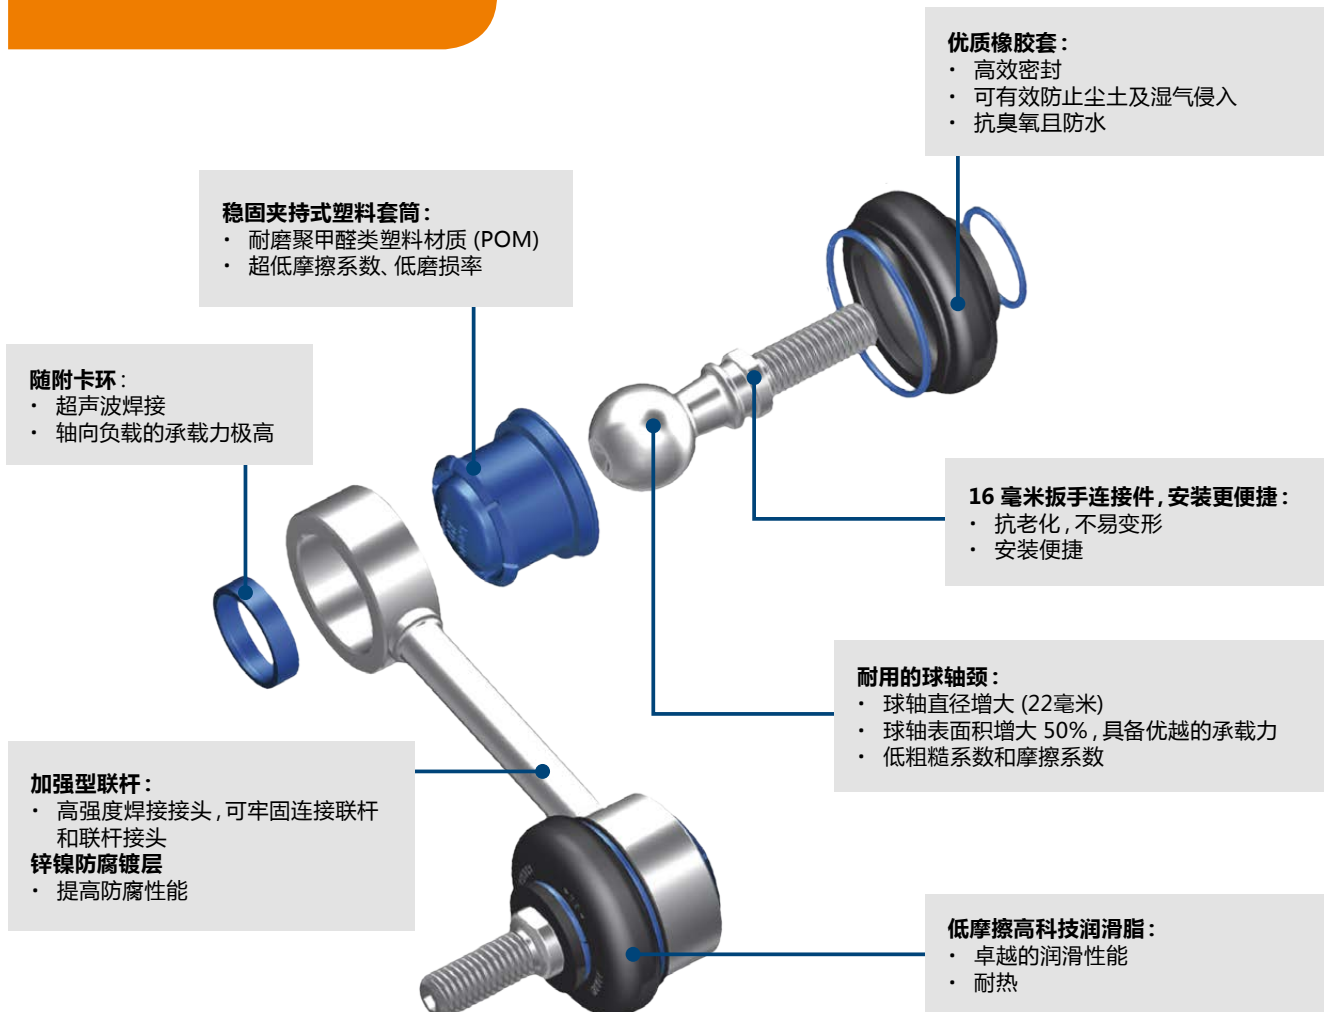 优质橡胶套：
· 高效密封
· 可有效防止尘土及湿气侵入
· 抗臭氧且防水
稳固夹持式塑料套筒：
· 耐磨聚甲醛类塑料材质 (POM)
· 超低摩擦系数、低磨损率
随附卡环：
· 超声波焊接
· 轴向负载的承载力极高
16 毫米扳手连接件，安装更便捷：
· 抗老化，不易变形
· 安装便捷
耐用的球轴颈：
· 球轴直径增大 (22毫米)
· 球轴表面积增大 50%，具备优越的承载力
· 低粗糙系数和摩擦系数
加强型联杆：
· 高强度焊接接头，可牢固连接联杆
和联杆接头
锌镍防腐镀层
· 提高防腐性能
低摩擦高科技润滑脂：
· 卓越的润滑性能
· 耐热